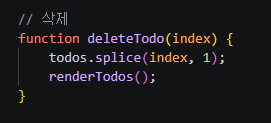 // 삭제
function deleteTodo(index) {
    todos.splice(index, 1);
    renderTodos();
}